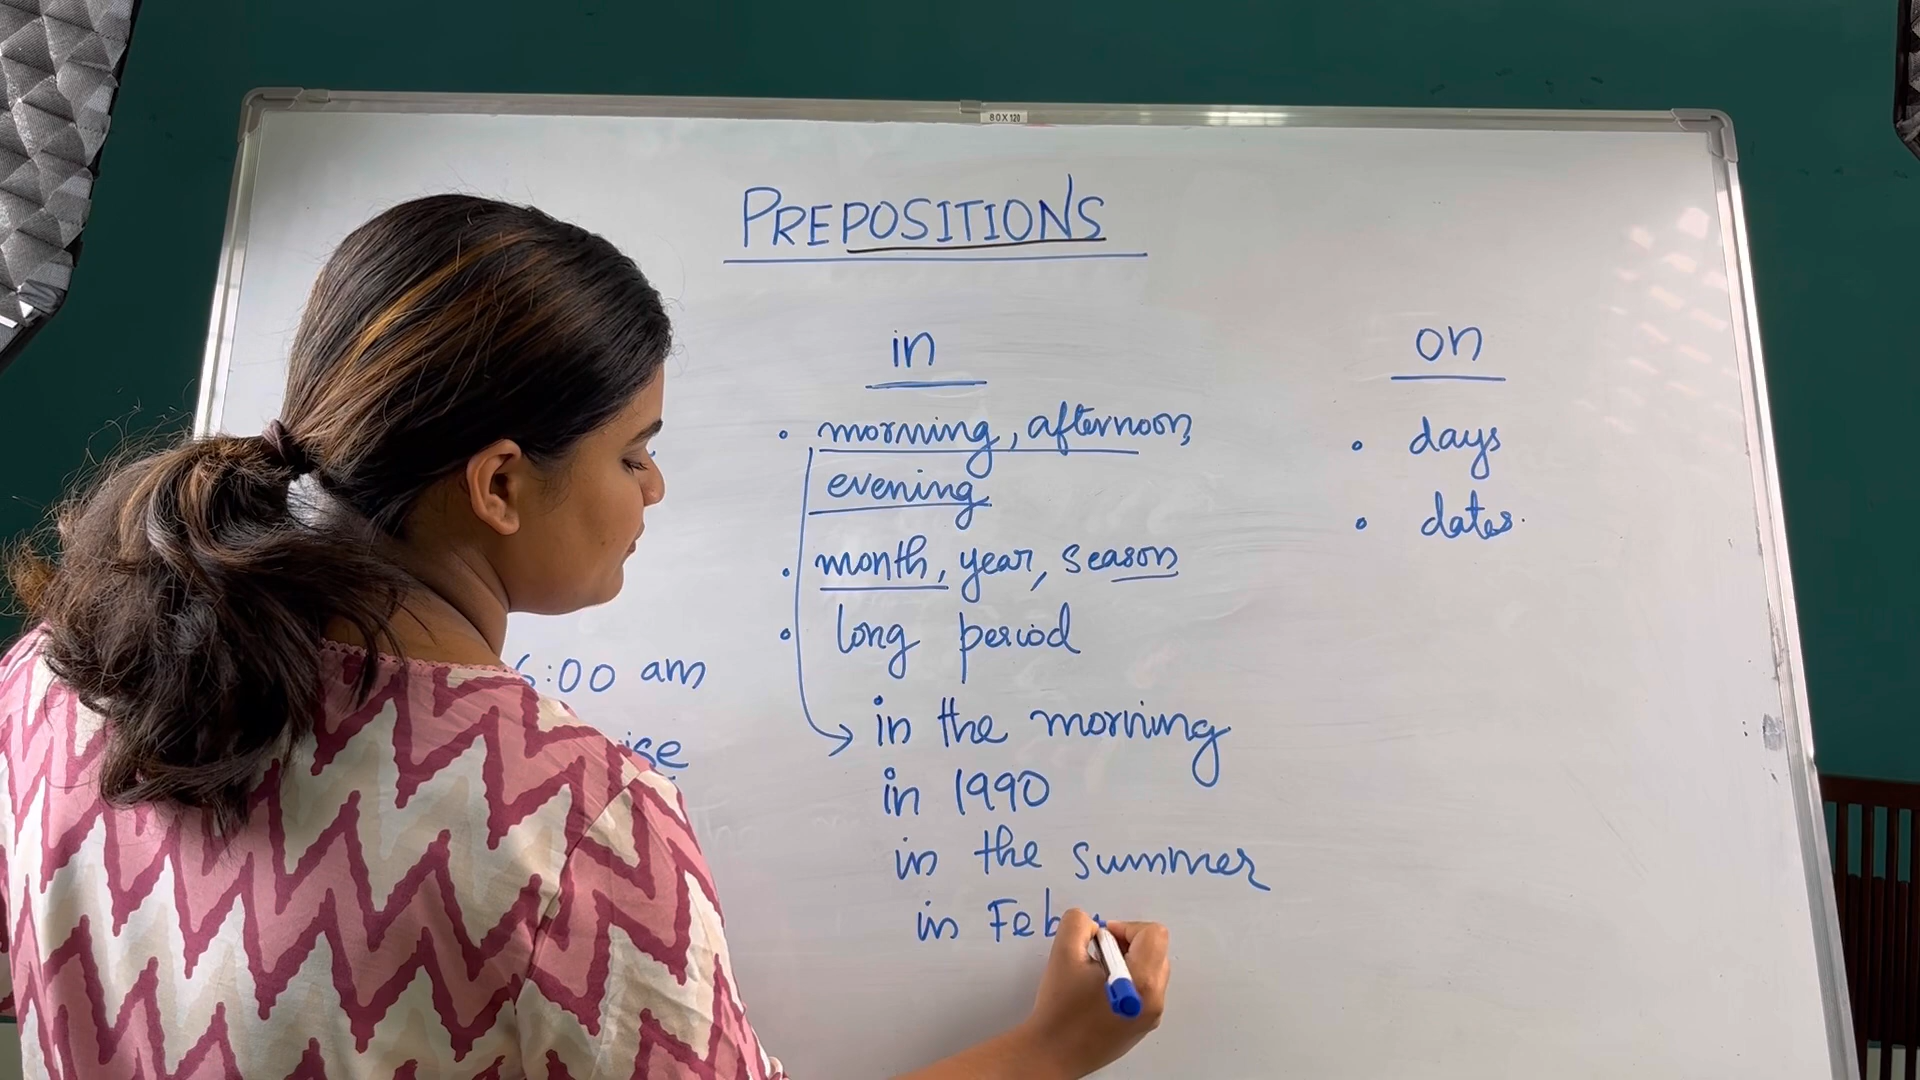 80X120
PREPOSITIONS
in
morning, afternoon,
evening
month, year, season
long period
in the morning
in 1990
in the summer
in Feb
on
days
dates.
:00 am